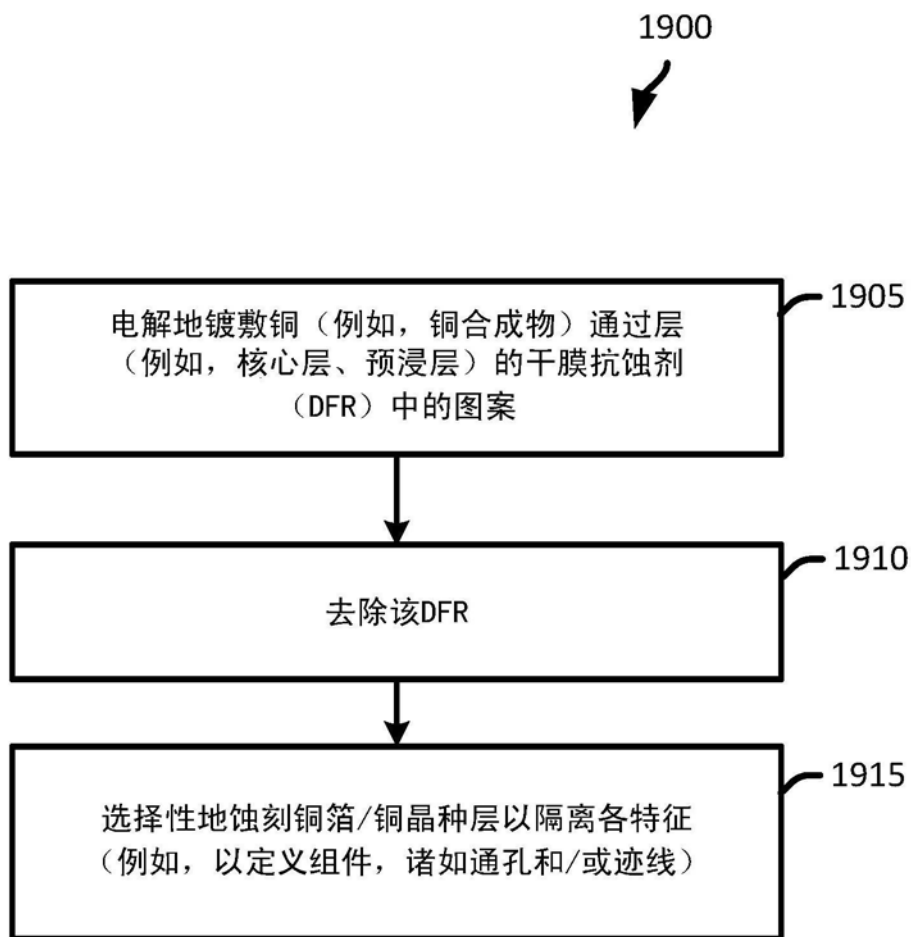 1900
1905
电解地镀敷铜（例如，铜合成物）通过层
（例如，核心层、预浸层）的干膜抗蚀剂
（DFR）中的图案
1910
去除该DFR
1915
选择性地蚀刻铜箔/铜晶种层以隔离各特征
（例如，以定义组件，诸如通孔和/或迹线）